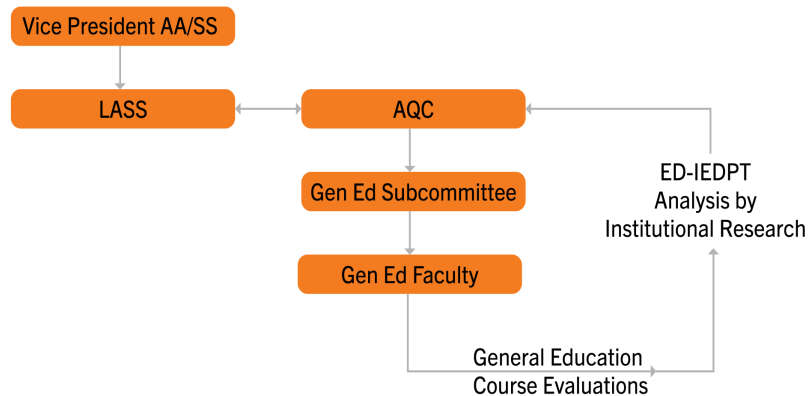 Vice President AA/SS
LASS
AQC
Gen Ed Subcommittee
ED-IEDPT
Analysis by
Institutional Research
Gen Ed Faculty
General Education
Course Evaluations